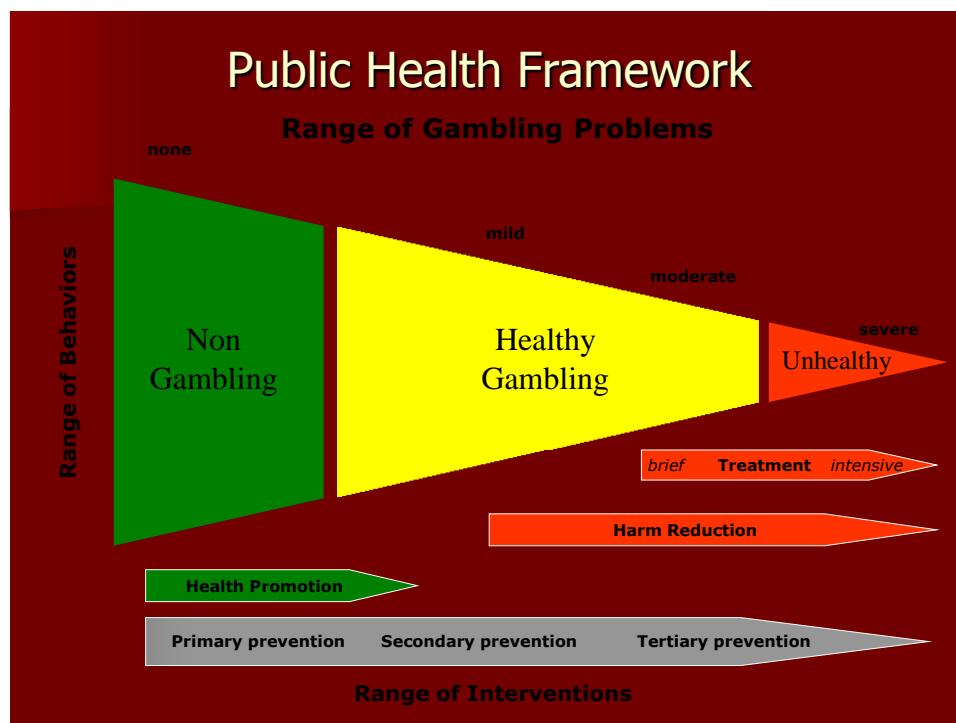 Public Health Framework
Range of Gambling Problems
none
mild
moderate
severe
Range of Behaviors
Non
Gambling
Healthy
Gambling
Unhealthy
brief Treatment intensive
Harm Reduction
Health Promotion
Primary prevention Secondary prevention Tertiary prevention
Range of Interventions